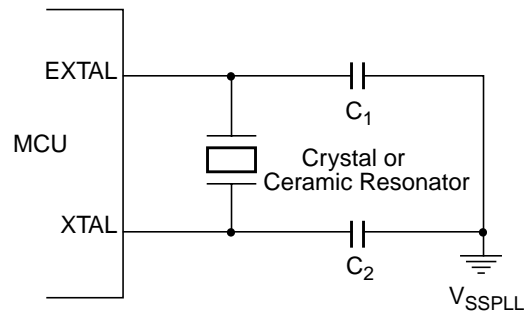 EXTAL
C1
MCU
Crystal or
Ceramic Resonator
XTAL
C2
VSSPLL